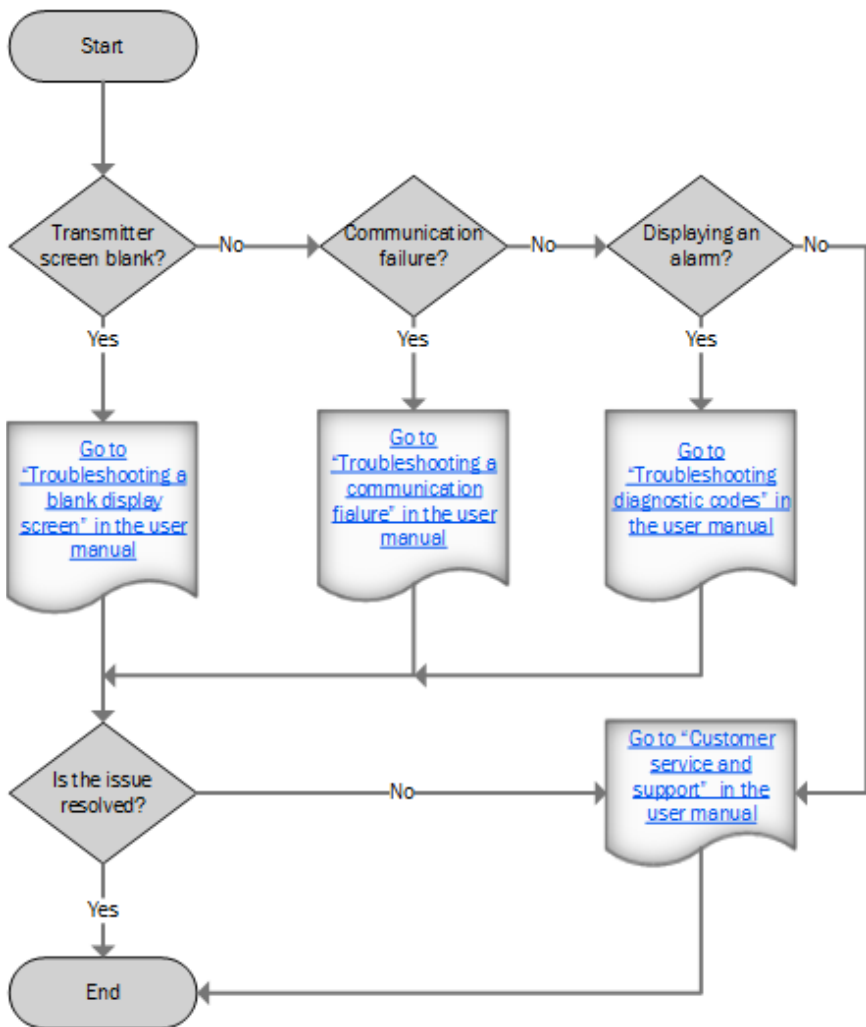 Start
Transmitter
screen blank?
No
Communication
failure?
No
Displaying an
alarm?
No
Yes
Yes
Yes
Go to
“Troubleshooting a
blank display
screen” in the user
manual
Go to
“Troubleshooting a
communication
fialure” in the user
manual
Go to
“Troubleshooting
diagnostic codes” in
the user manual
Is the issue
resolved?
No
Go to “Customer
service and
support” in the
user manual
Yes
End